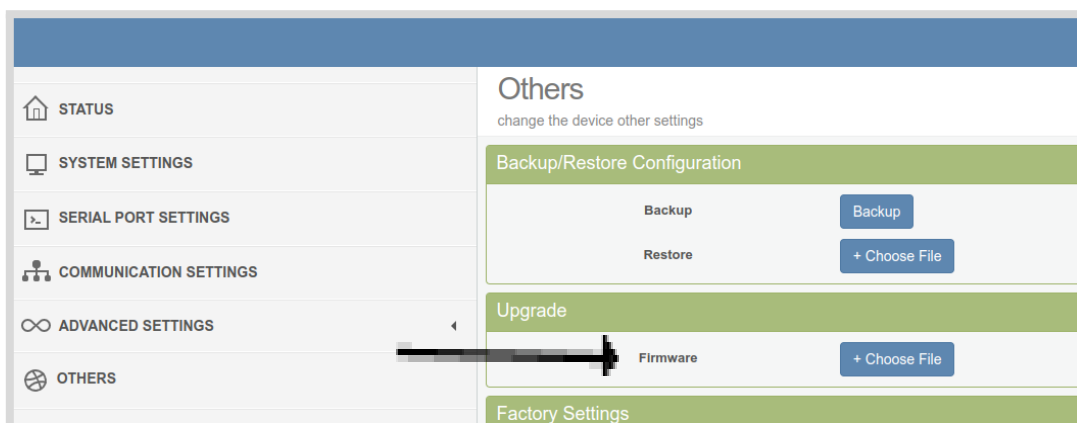 STATUS
SYSTEM SETTINGS
SERIAL PORT SETTINGS
COMMUNICATION SETTINGS
ADVANCED SETTINGS
OTHERS
Others
change the device other settings
Backup/Restore Configuration
Backup Backup
Restore + Choose File
Upgrade
Firmware + Choose File
Factory Settings